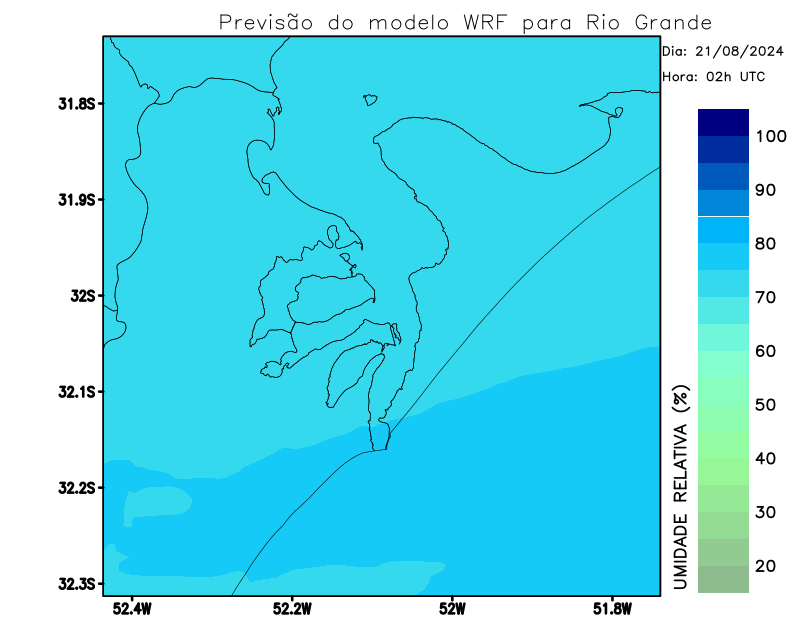 Previsão do modelo WRF para Rio Grande
Dia: 21/08/2024
Hora: 02h UTC
31.8S
31.9S
32S
32.1S
32.2S
32.3S
52.4W
52.2W
52W
51.8W
100
90
80
70
60
50
40
30
20
UMIDADE RELATIVA (%)